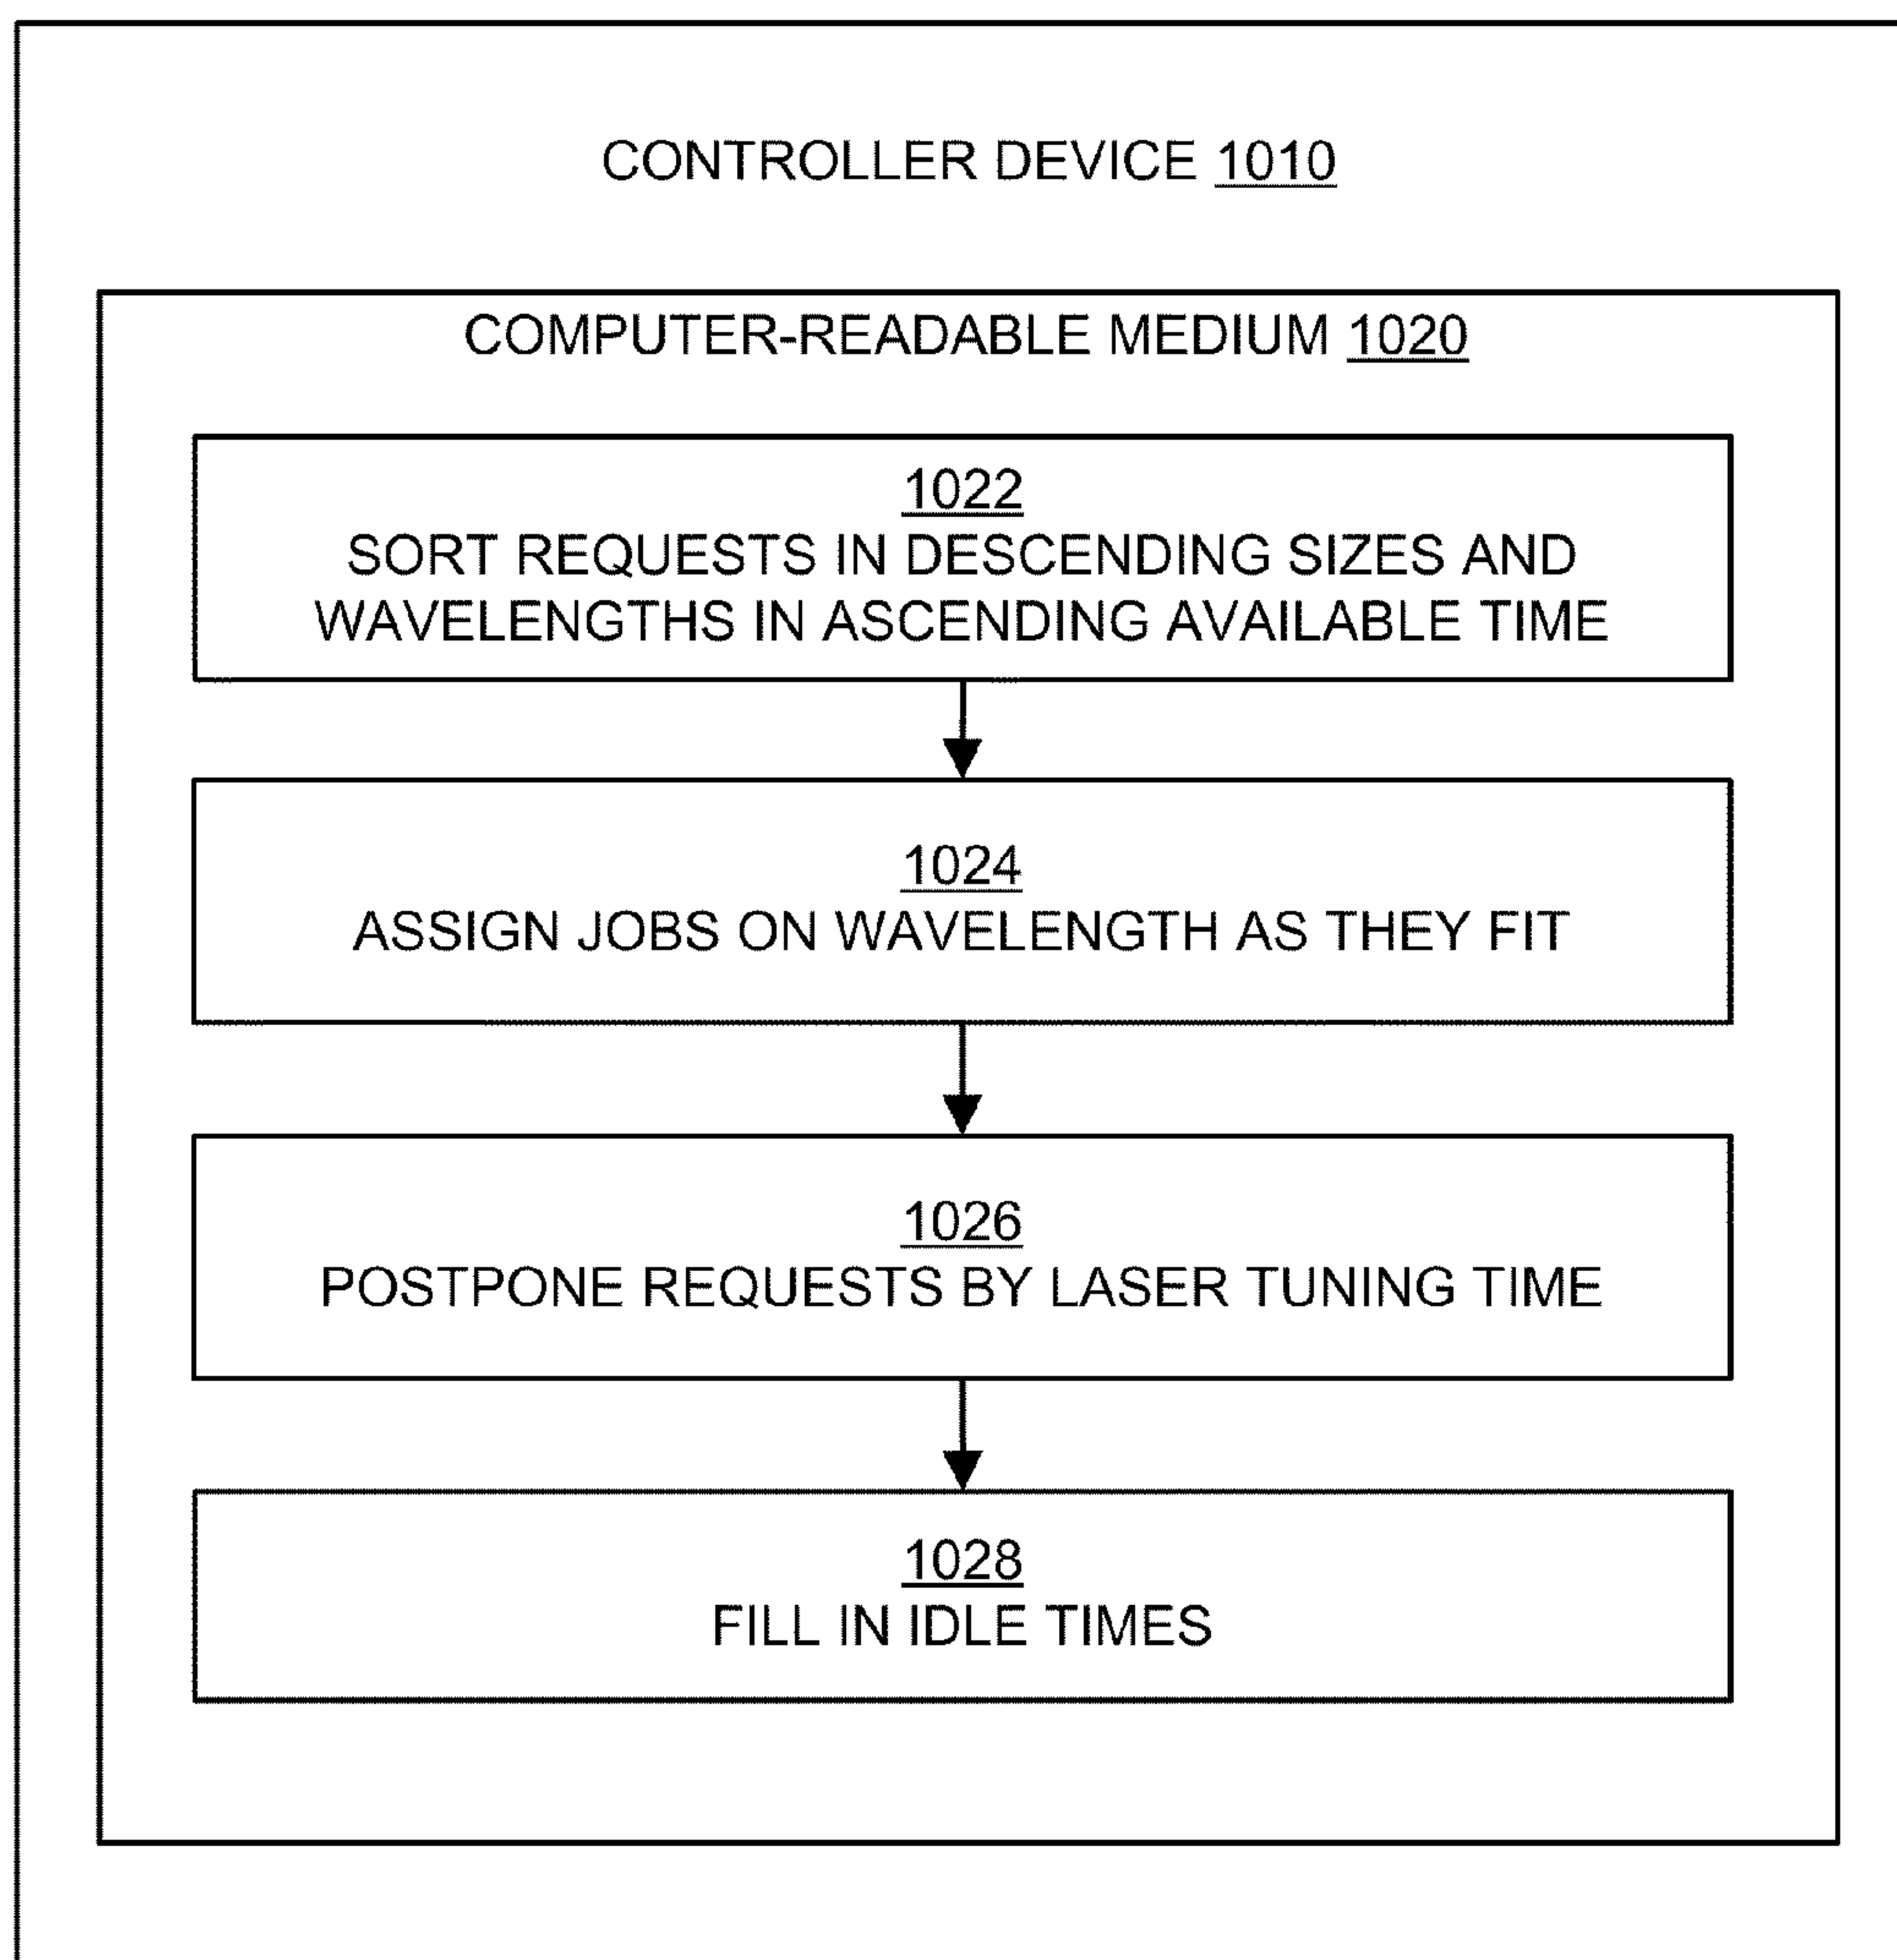 CONTROLLER DEVICE 1010
COMPUTER-READABLE MEDIUM 1020
1022
SORT REQUESTS IN DESCENDING SIZES AND
WAVELENGTHS IN ASCENDING AVAILABLE TIME
1024
ASSIGN JOBS ON WAVELENGTH AS THEY FIT
1026
POSTPONE REQUESTS BY LASER TUNING TIME
1028
FILL IN IDLE TIMES